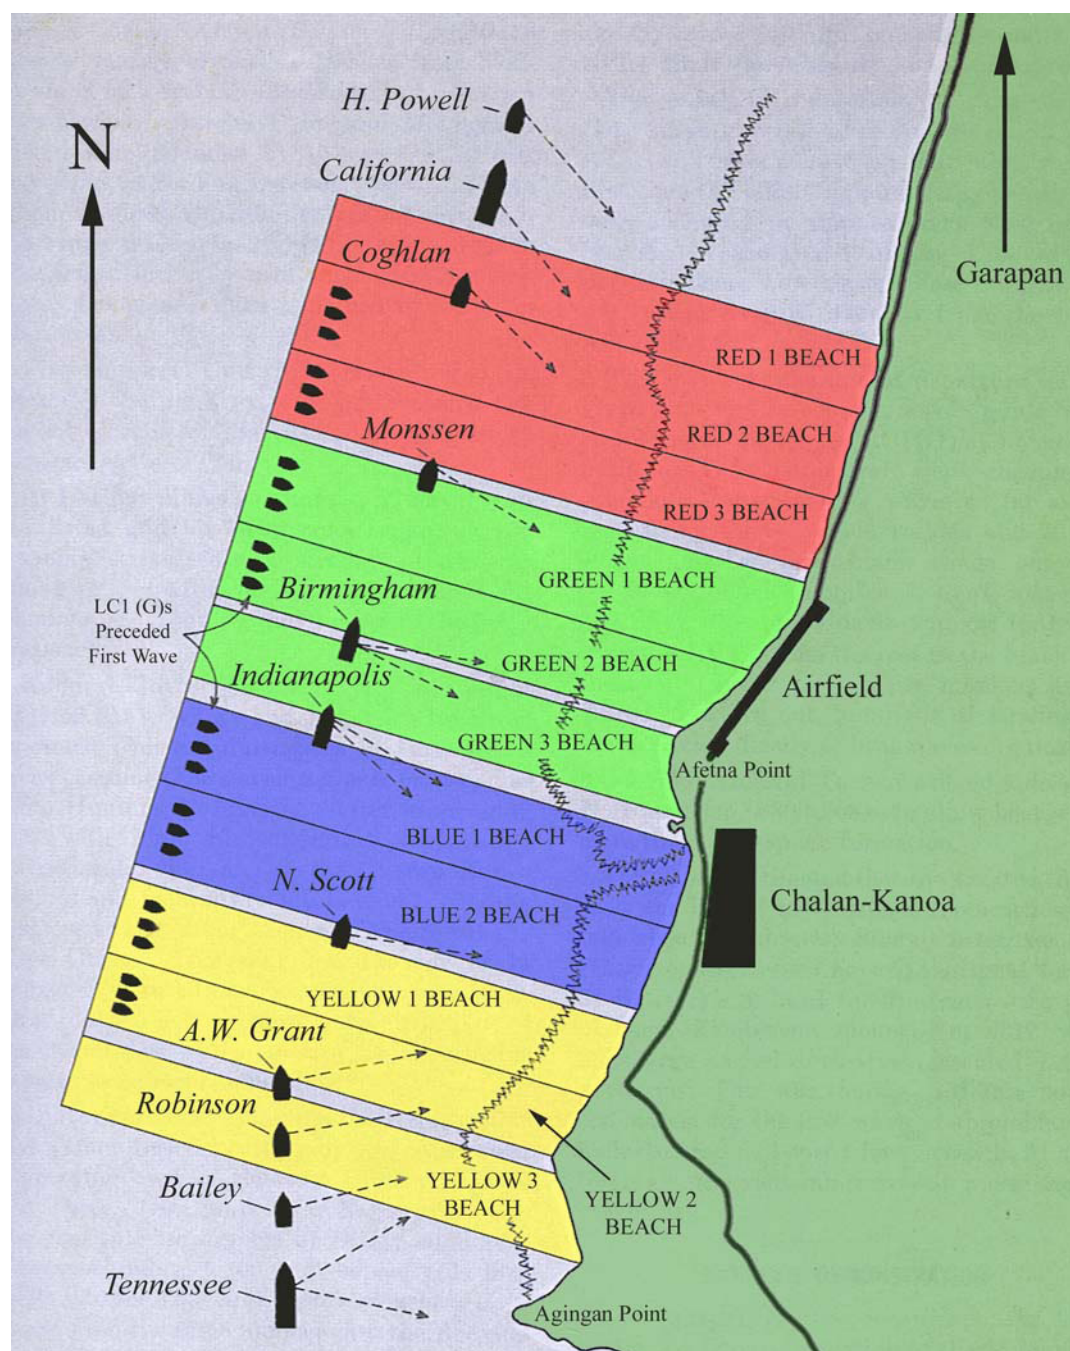 H. Powell
N
California
Garapan
Coghlan
RED 1 BEACH
RED 2 BEACH
Monssen
RED 3 BEACH
GREEN 1 BEACH
Birmingham
LC1 (G)s
Preceded
First Wave
GREEN 2 BEACH
Indianapolis
Airfield
GREEN 3 BEACH
Afetna Point
BLUE 1 BEACH
N. Scott
Chalan-Kanoa
BLUE 2 BEACH
YELLOW 1 BEACH
A.W. Grant
Robinson
YELLOW 3
BEACH
Bailey
YELLOW 2
BEACH
Tennessee
Agingan Point